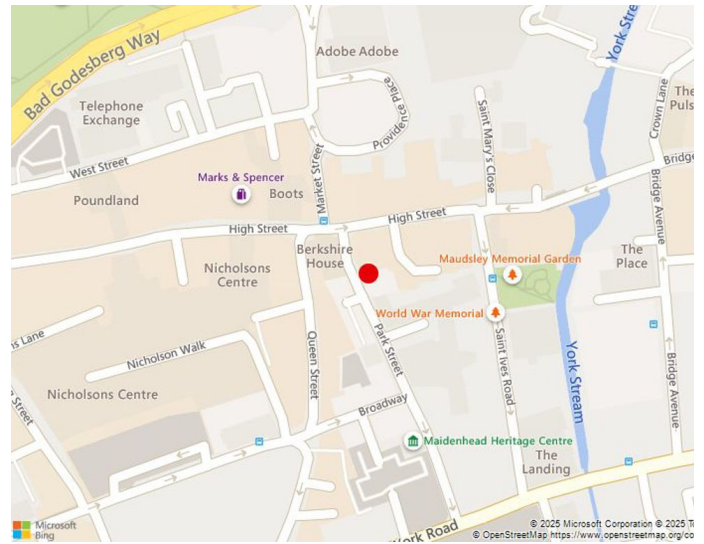 York Stre
Bad Godesberg Way
Adobe Adobe
Telephone
Exchange
Providence Place
Saint Mary's Close
Crown Lane
The
Puls
West Street
Market Street
Bridge
Marks & Spencer
Boots
Poundland
High Street
High Street
Bridge Avenue
Berkshire
House
Maudsley Memorial Garden
The
Place
Nicholsons
Centre
World War Memorial
ns Lane
Nicholson Walk
Queen Street
Park Street
Saint Ives Road
York Stream
Bridge Avenue
Nicholsons Centre
Street
Broadway
Maidenhead Heritage Centre
The
Landing
York Road
Microsoft
Bing
© 2025 Microsoft Corporation © 2025 T
© OpenStreetMap https://www.openstreetmap.org/co